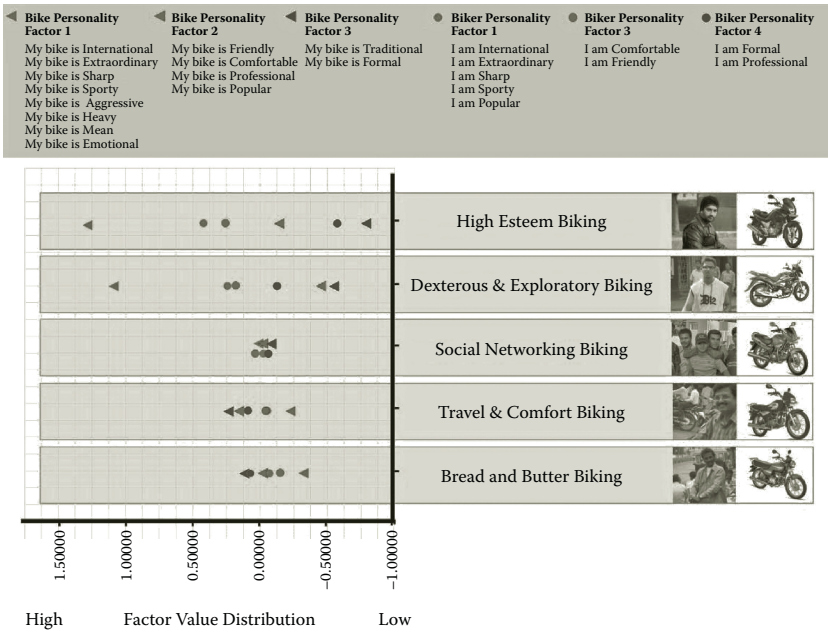 Bike Personality
Factor 1
My bike is International
My bike is Extraordinary
My bike is Sharp
My bike is Sporty
My bike is Aggressive
My bike is Heavy
My bike is Mean
My bike is Emotional
Bike Personality
Factor 2
My bike is Friendly
My bike is Comfortable
My bike is Professional
My bike is Popular
Bike Personality
Factor 3
My bike is Traditional
My bike is Formal
Biker Personality
Factor 1
I am International
I am Extraordinary
I am Sharp
I am Sporty
I am Popular
Biker Personality
Factor 3
I am Comfortable
I am Friendly
Biker Personality
Factor 4
I am Formal
I am Professional
High Esteem Biking
Dexterous & Exploratory Biking
Social Networking Biking
Travel & Comfort Biking
Bread and Butter Biking
1.50000
1.00000
0.50000
0.00000
−0.50000
−1.00000
High
Factor Value Distribution
Low